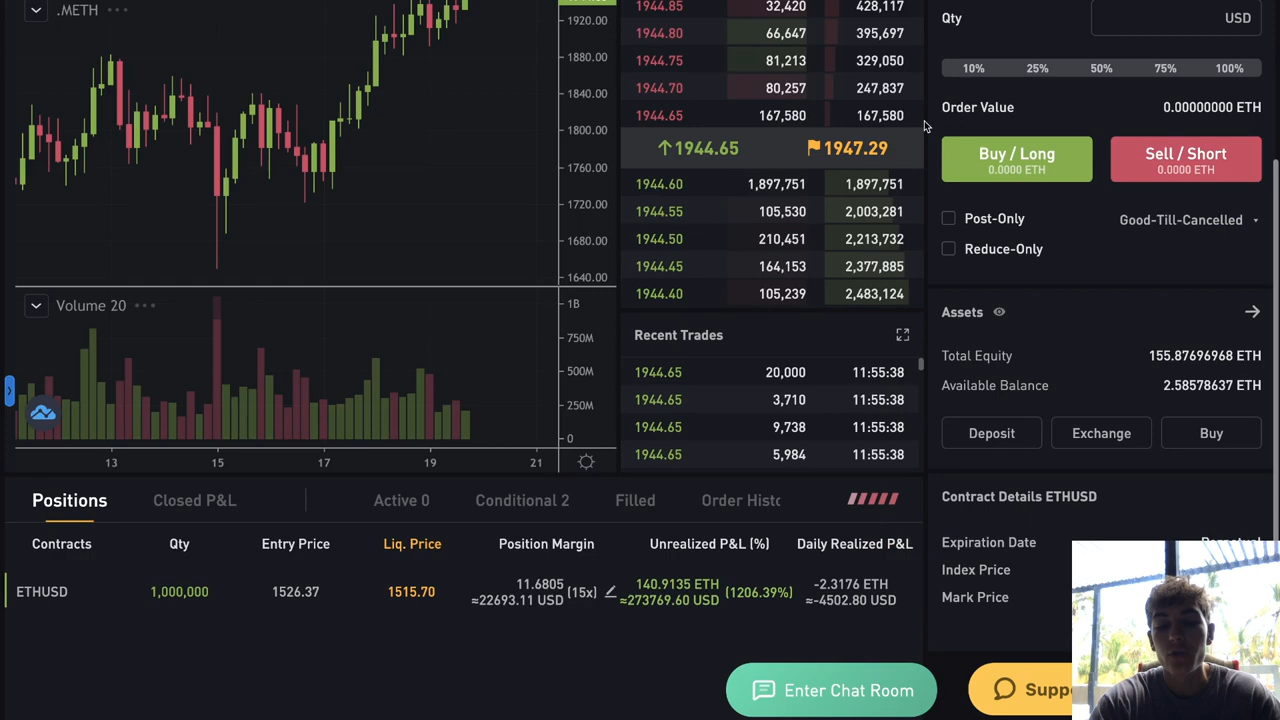 .METH
1920.00
1880.00
1840.00
1800.00
1760.00
1720.00
1680.00
1640.00
Volume 20
1B
750M
500M
250M
0
13 15 17 19 21
1944.85 32,420 428,117
1944.80 66,647 395,697
1944.75 81,213 329,050
1944.70 80,257 247,837
1944.65 167,580 167,580
1944.65 1947.29
1944.60 1,897,751 1,897,751
1944.55 105,530 2,003,281
1944.50 210,451 2,213,732
1944.45 164,153 2,377,885
1944.40 105,239 2,483,124
Recent Trades
1944.65 20,000 11:55:38
1944.65 3,710 11:55:38
1944.65 9,738 11:55:38
1944.65 5,984 11:55:38
Qty USD
10% 25% 50% 75% 100%
Order Value 0.00000000 ETH
Buy / Long Sell / Short
0.0000 ETH 0.0000 ETH
Post-Only Good-Till-Cancelled
Reduce-Only
Assets
Total Equity 155.87696968 ETH
Available Balance 2.58578637 ETH
Deposit Exchange Buy
Contract Details ETHUSD
Expiration Date Perpetual
Index Price
Mark Price
Positions Closed P&L Active 0 Conditional 2 Filled Order Histo
Contracts Qty Entry Price Liq. Price Position Margin Unrealized P&L (%) Daily Realized P&L
ETHUSD 1,000,000 1526.37 1515.70 11.6805 (15x) 140.9135 ETH (1206.39%) -2.3176 ETH
≈22693.11 USD ≈273769.60 USD ≈-4502.80 USD
Enter Chat Room
Supp